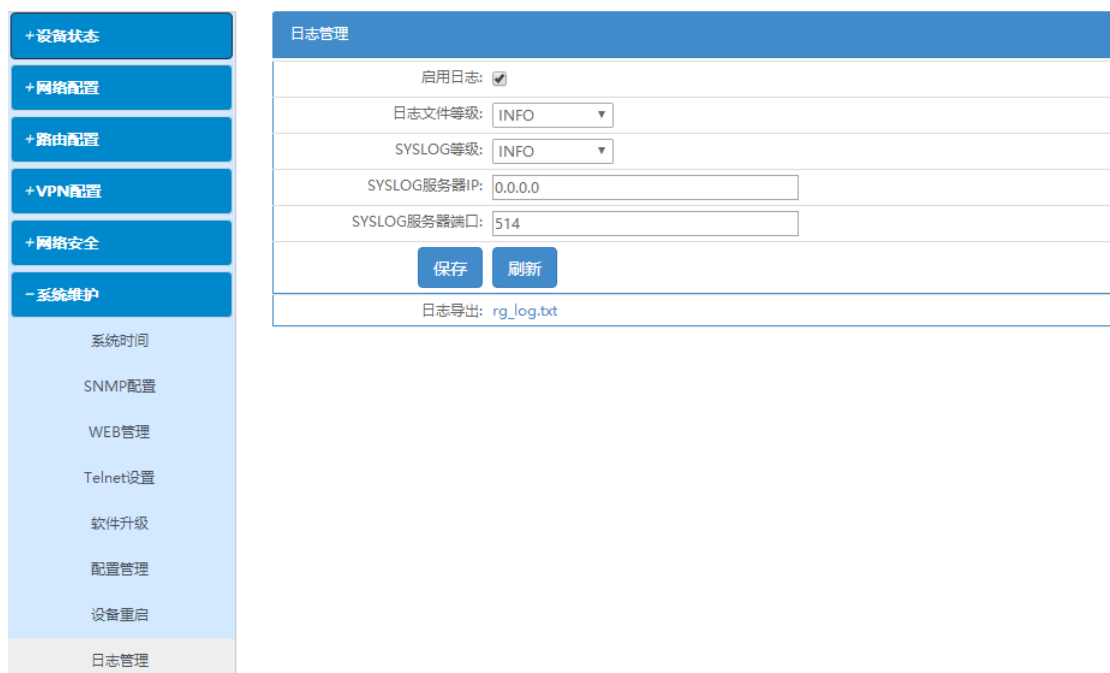 +设备状态
+网络配置
+路由配置
+VPN配置
+网络安全
-系统维护
系统时间
SNMP配置
WEB管理
Telnet设置
软件升级
配置管理
设备重启
日志管理
日志管理
启用日志:
日志文件等级: INFO
SYSLOG等级: INFO
SYSLOG服务器IP: 0.0.0.0
SYSLOG服务器端口: 514
保存 刷新
日志导出: rg_log.txt